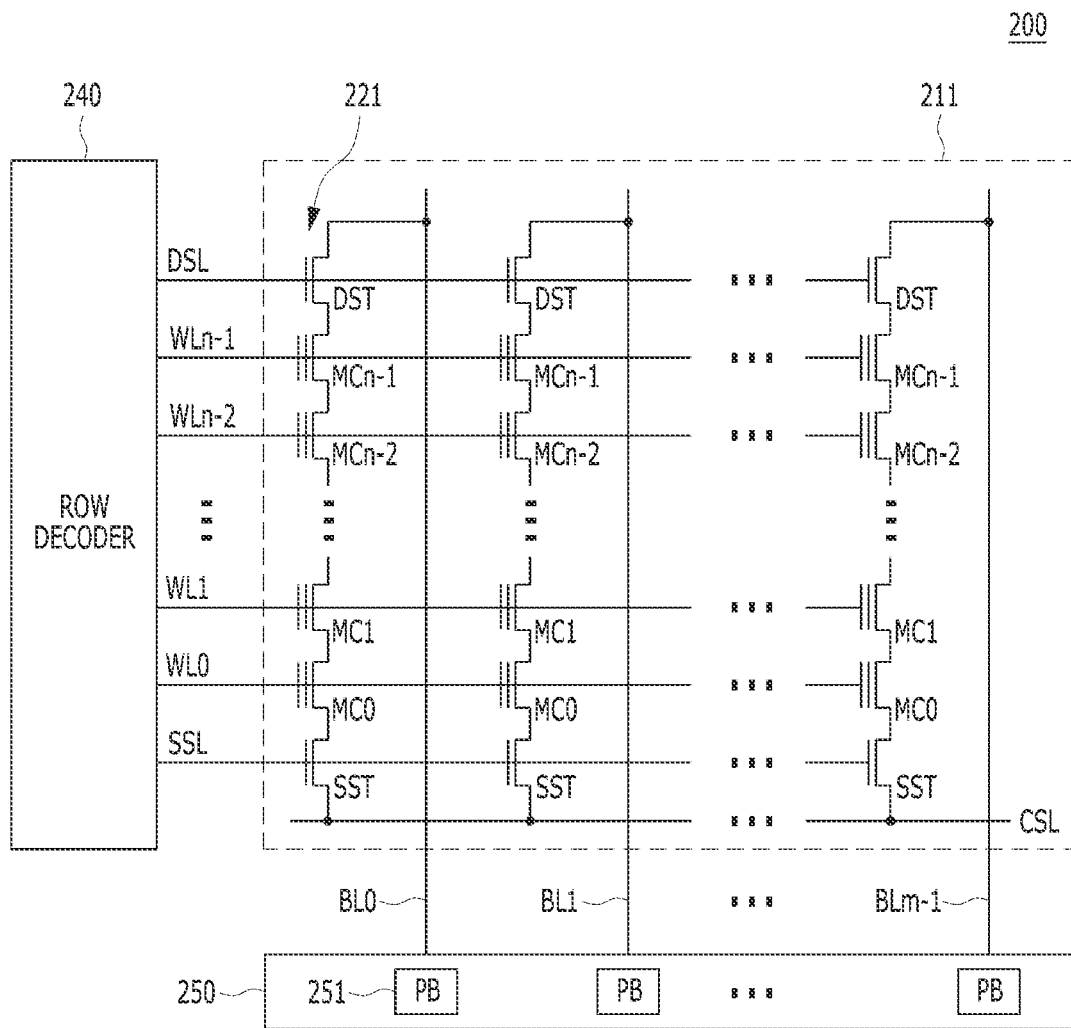 200
240
221
211
DSL
DST
DST
DST
WLn-1
MCn-1
MCn-1
MCn-1
WLn-2
MCn-2
MCn-2
MCn-2
ROW
DECODER
WL1
MC1
MC1
MC1
WL0
MC0
MC0
MC0
SSL
SST
SST
SST
CSL
BL0
BL1
BLm-1
250
251
PB
PB
PB